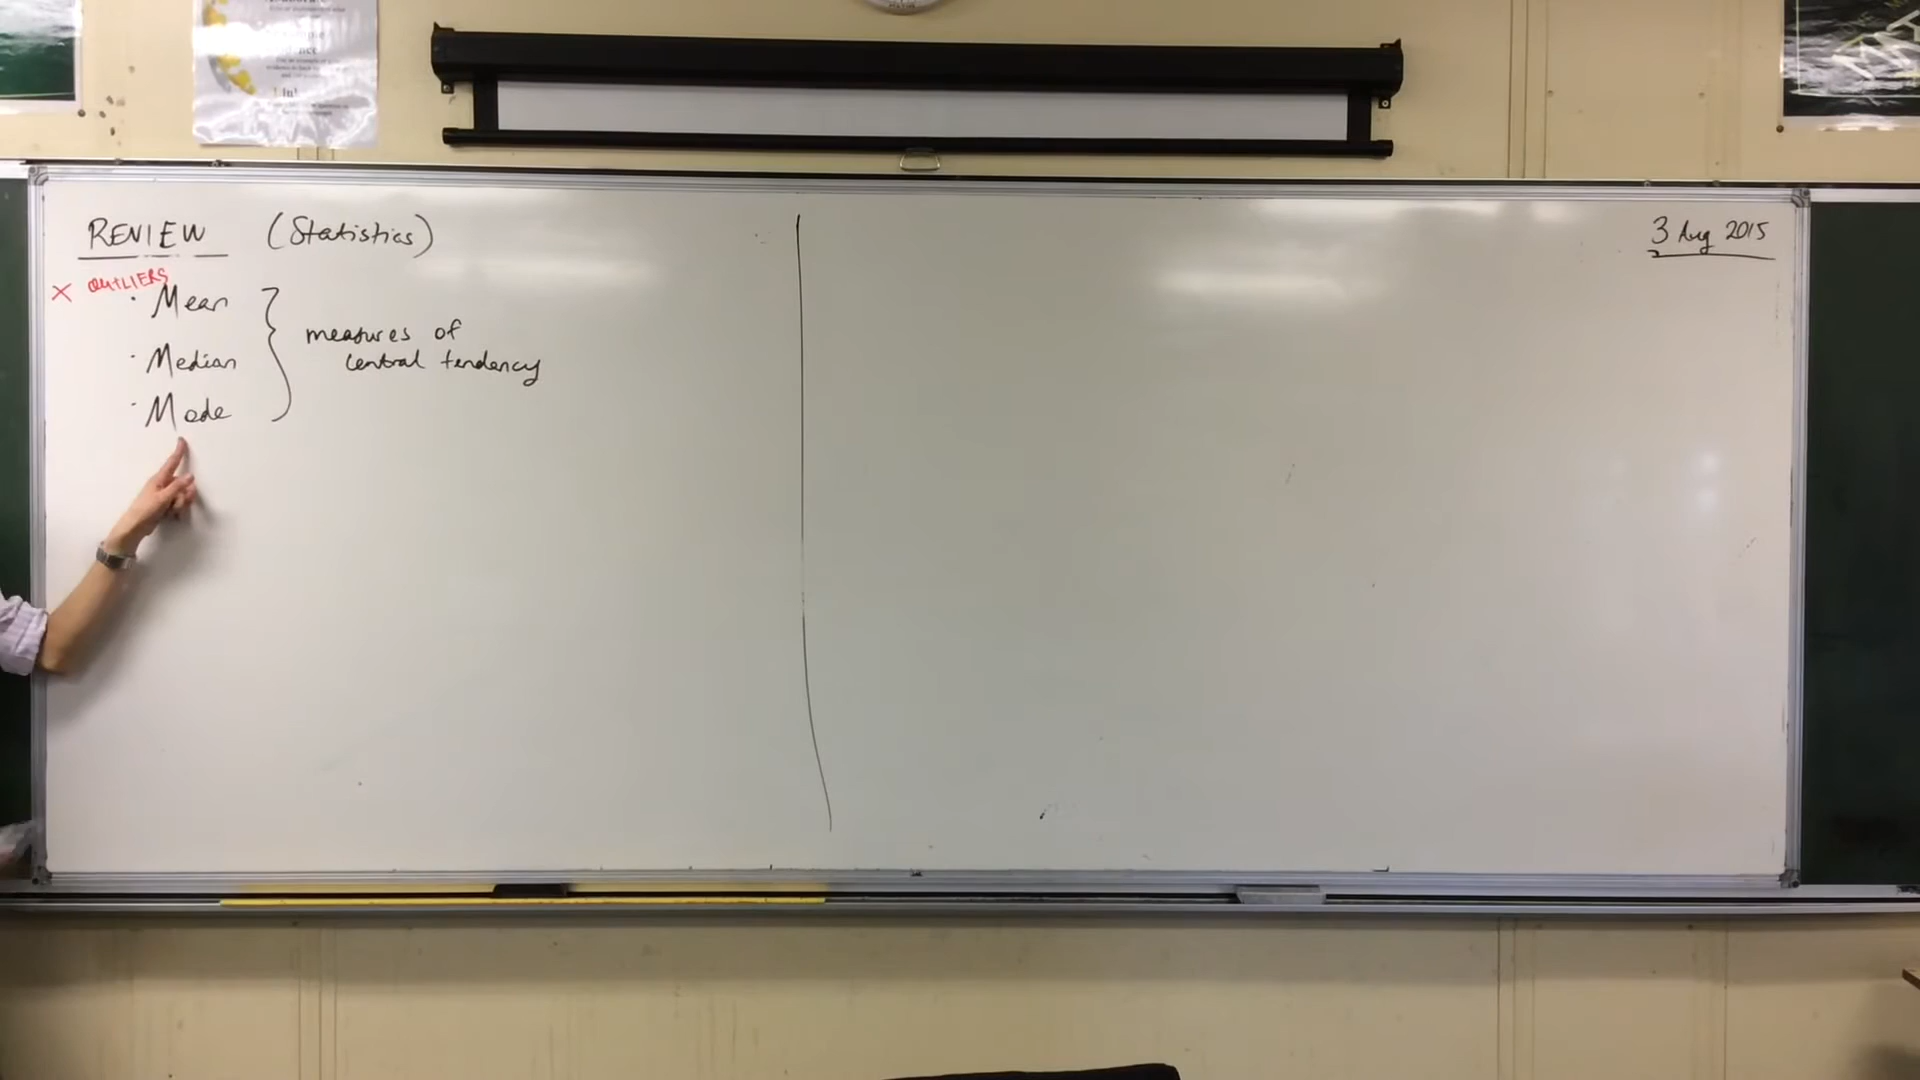 REVIEW (Statistics)
3 Aug 2015
X OUTLIERS
· Mean
· Median
· Mode
measures of
central tendency